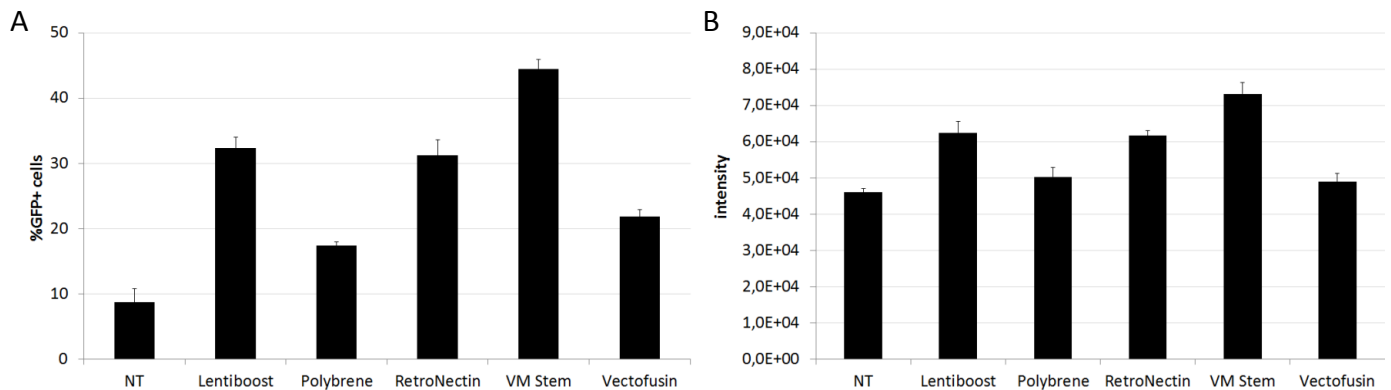 A
%GFP+ cells
50
40
30
20
10
0
NT Lentiboost Polybrene RetroNectin VM Stem Vectofusin
B
intensity
9,0E+04
8,0E+04
7,0E+04
6,0E+04
5,0E+04
4,0E+04
3,0E+04
2,0E+04
1,0E+04
0,0E+00
NT Lentiboost Polybrene RetroNectin VM Stem Vectofusin